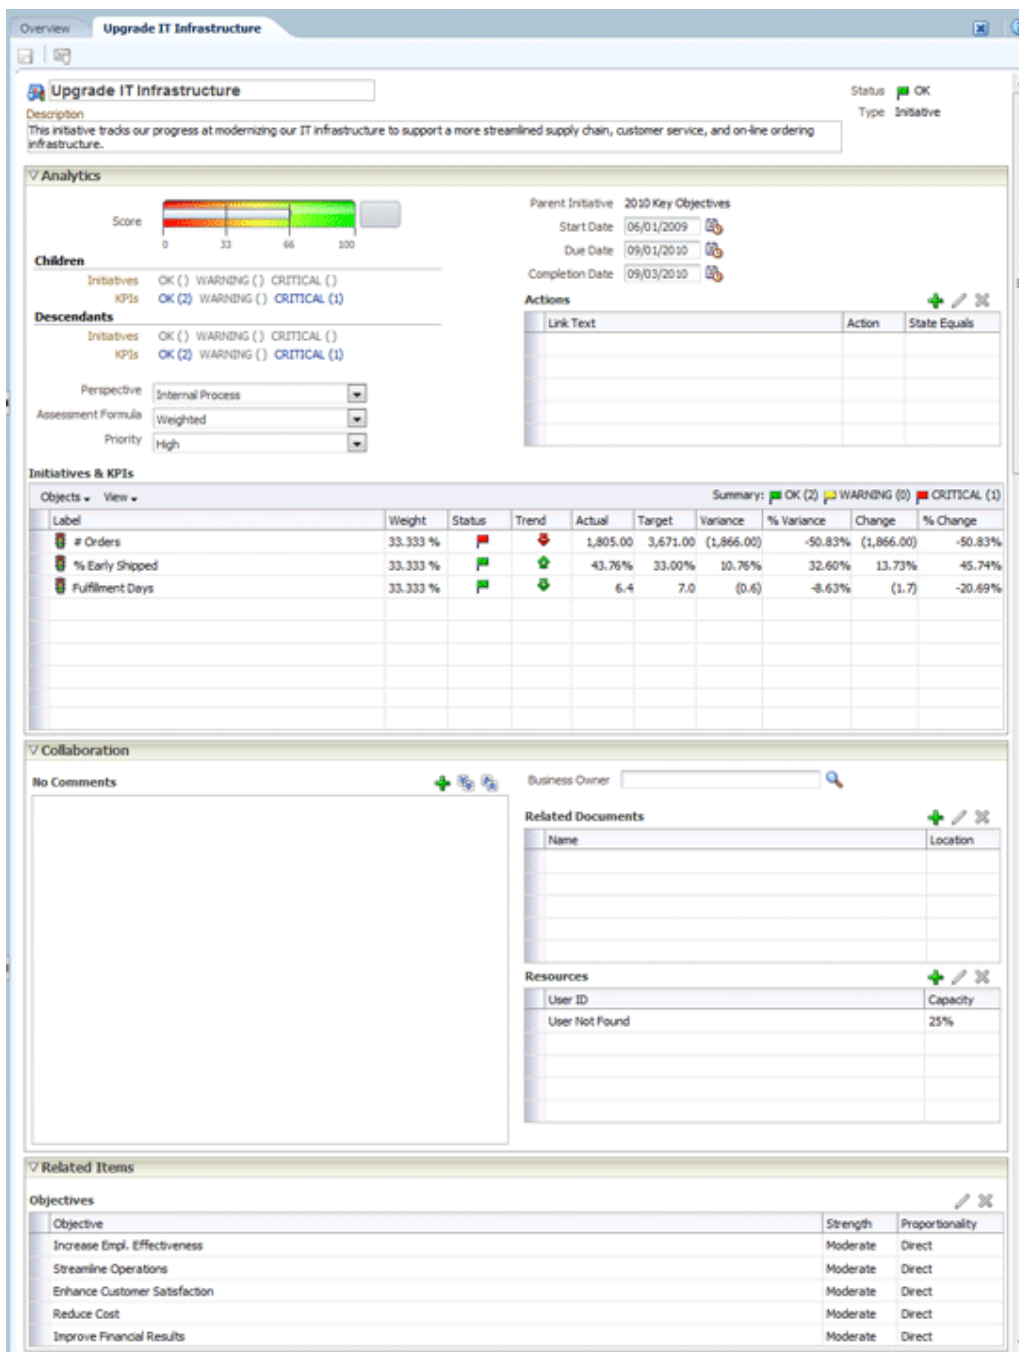 Overview Upgrade IT Infrastructure
Upgrade IT Infrastructure
Status OK
Description
Type Initiative
This initiative tracks our progress at modernizing our IT infrastructure to support a more streamlined supply chain, customer service, and on-line ordering
infrastructure.
Analytics
Score
0 33 66 100
Children
Initiatives OK ( ) WARNING ( ) CRITICAL ( )
KPIs OK (2) WARNING ( ) CRITICAL (1)
Descendants
Initiatives OK ( ) WARNING ( ) CRITICAL ( )
KPIs OK (2) WARNING ( ) CRITICAL (1)
Perspective Internal Process
Assessment Formula Weighted
Priority High
Parent Initiative 2010 Key Objectives
Start Date 06/01/2009
Due Date 09/01/2010
Completion Date 09/03/2010
Actions
Link Text Action State Equals
Initiatives & KPIs
Objects View Summary: OK (2) WARNING (0) CRITICAL (1)
Label Weight Status Trend Actual Target Variance % Variance Change % Change
# Orders 33.333 % 1,805.00 3,671.00 (1,866.00) -50.83% (1,866.00) -50.83%
% Early Shipped 33.333 % 43.76% 33.00% 10.76% 32.60% 13.73% 45.74%
Fulfillment Days 33.333 % 6.4 7.0 (0.6) -8.63% (1.7) -20.69%
Collaboration
No Comments
Business Owner
Related Documents
Name Location
Resources
User ID Capacity
User Not Found 25%
Related Items
Objectives
Objective Strength Proportionality
Increase Empl. Effectiveness Moderate Direct
Streamline Operations Moderate Direct
Enhance Customer Satisfaction Moderate Direct
Reduce Cost Moderate Direct
Improve Financial Results Moderate Direct